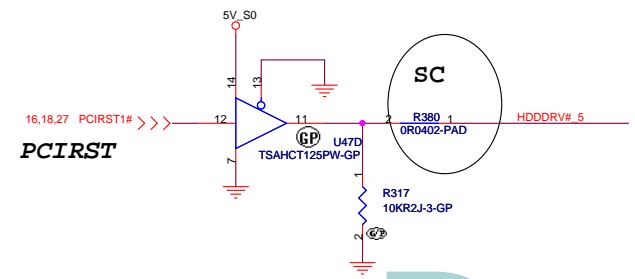 5V_S0
14
13
SC
16,18,27 PCIRST1#
12
11
2
R380
1
HDDDRV#_5
PCIRST
GP
U47D
0R0402-PAD
7
TSAHCT125PW-GP
1
R317
10KR2J-3-GP
2
GP